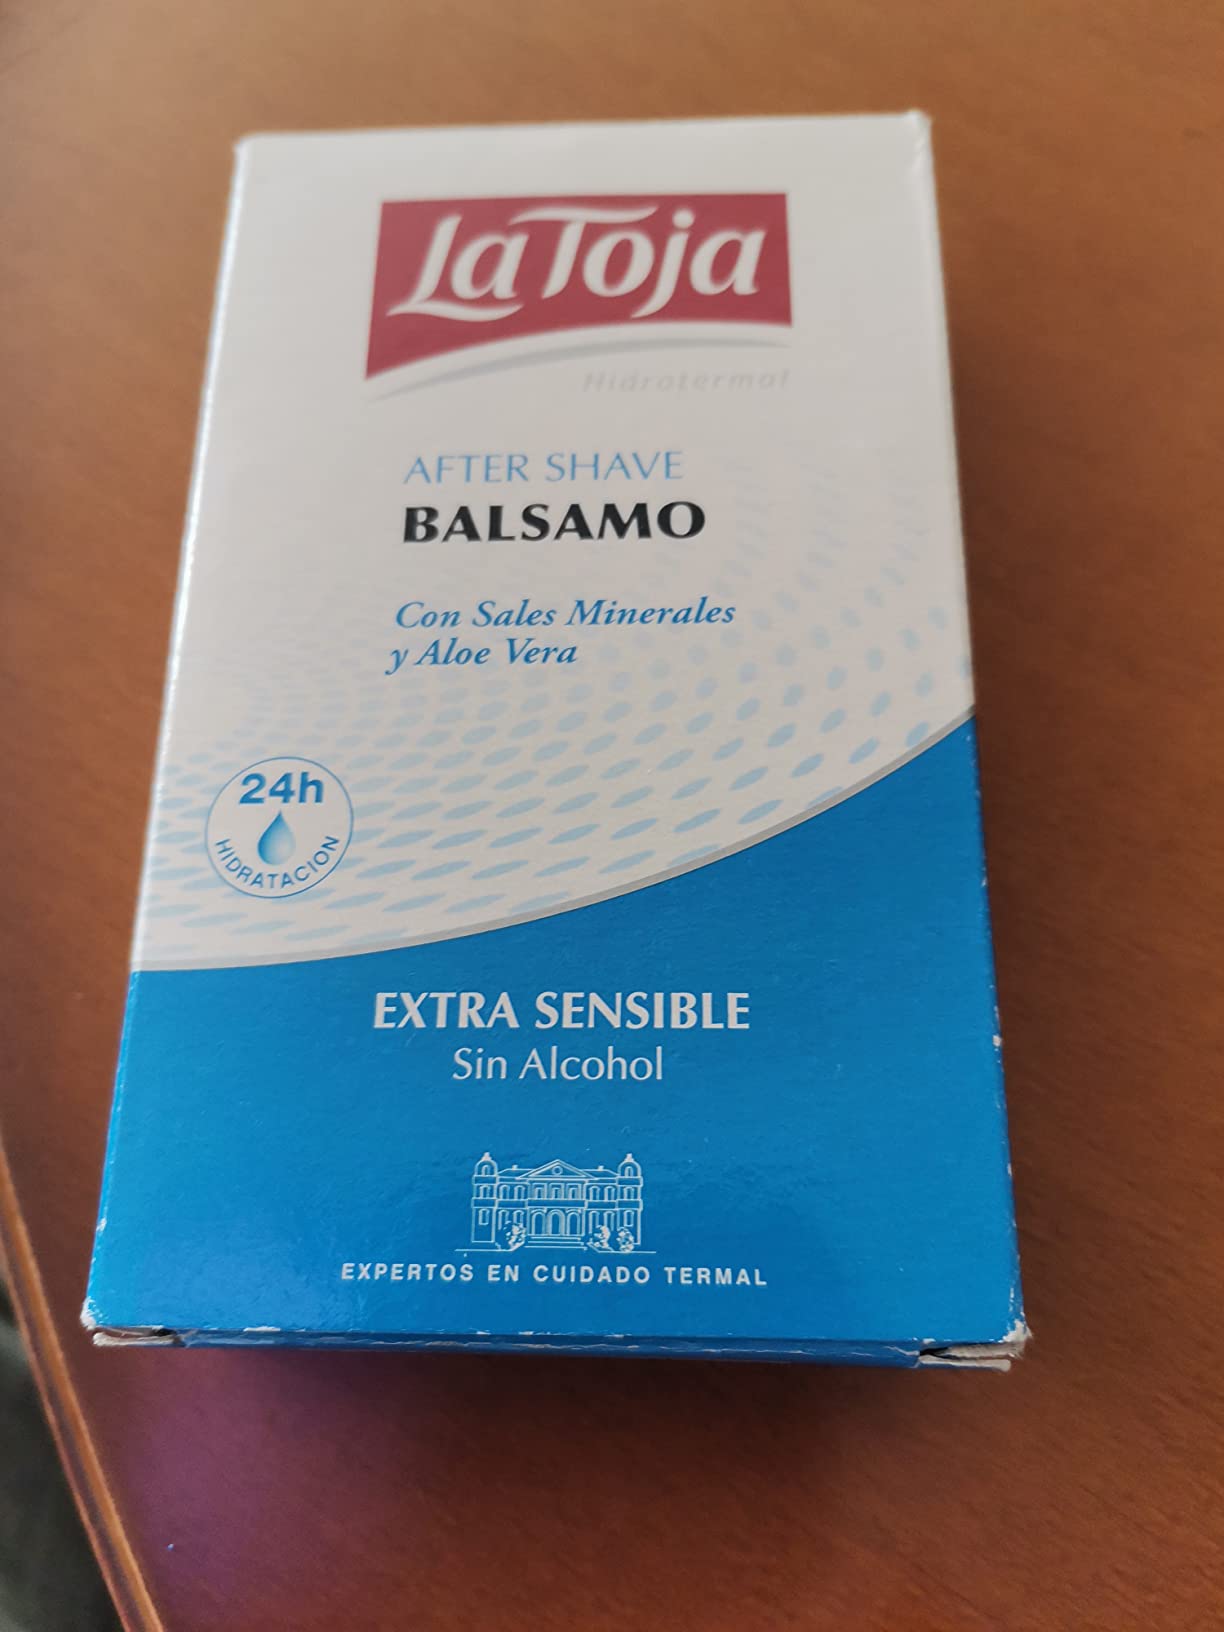 La Toja
Hidrotermal
AFTER SHAVE
BALSAMO
Con Sales Minerales
y Aloe Vera
24h
HIDRATACION
EXTRA SENSIBLE
Sin Alcohol
EXPERTOS EN CUIDADO TERMAL